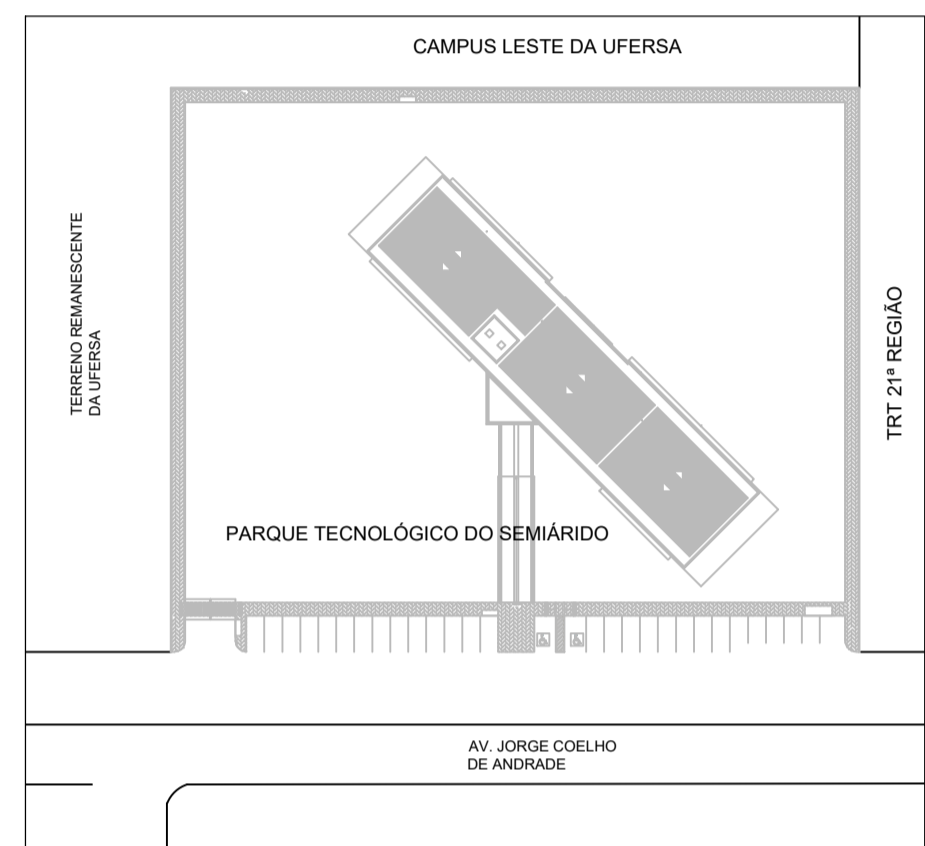 CAMPUS LESTE DA UFERSA
TERRENO REMANESCENTE
DA UFERSA
TRT 21ª REGIÃO
PARQUE TECNOLÓGICO DO SEMIÁRIDO
AV. JORGE COELHO
DE ANDRADE